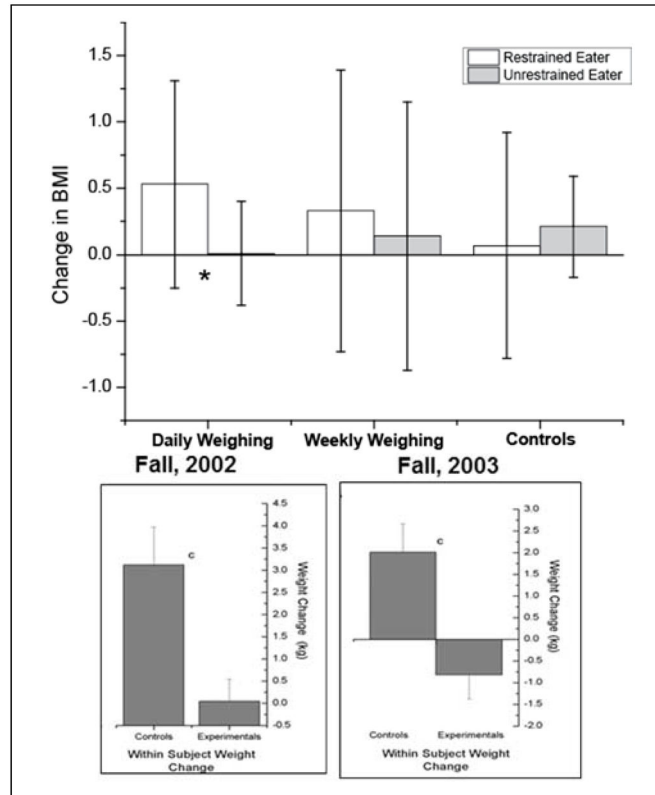 Restrained Eater
Unrestrained Eater
1.5
1.0
0.5
0.0
-0.5
-1.0
Change in BMI
*
Daily Weighing Weekly Weighing Controls
Fall, 2002 Fall, 2003
4.5
4.0
3.5
3.0
2.5
2.0
1.5
1.0
0.5
0.0
-0.5
c
Weight Change (kg)
Controls Experimentals
Within Subject Weight
Change
3.0
2.5
2.0
1.5
1.0
0.5
0.0
-0.5
-1.0
-1.5
-2.0
c
Weight Change (kg)
Controls Experimentals
Within Subject Weight
Change